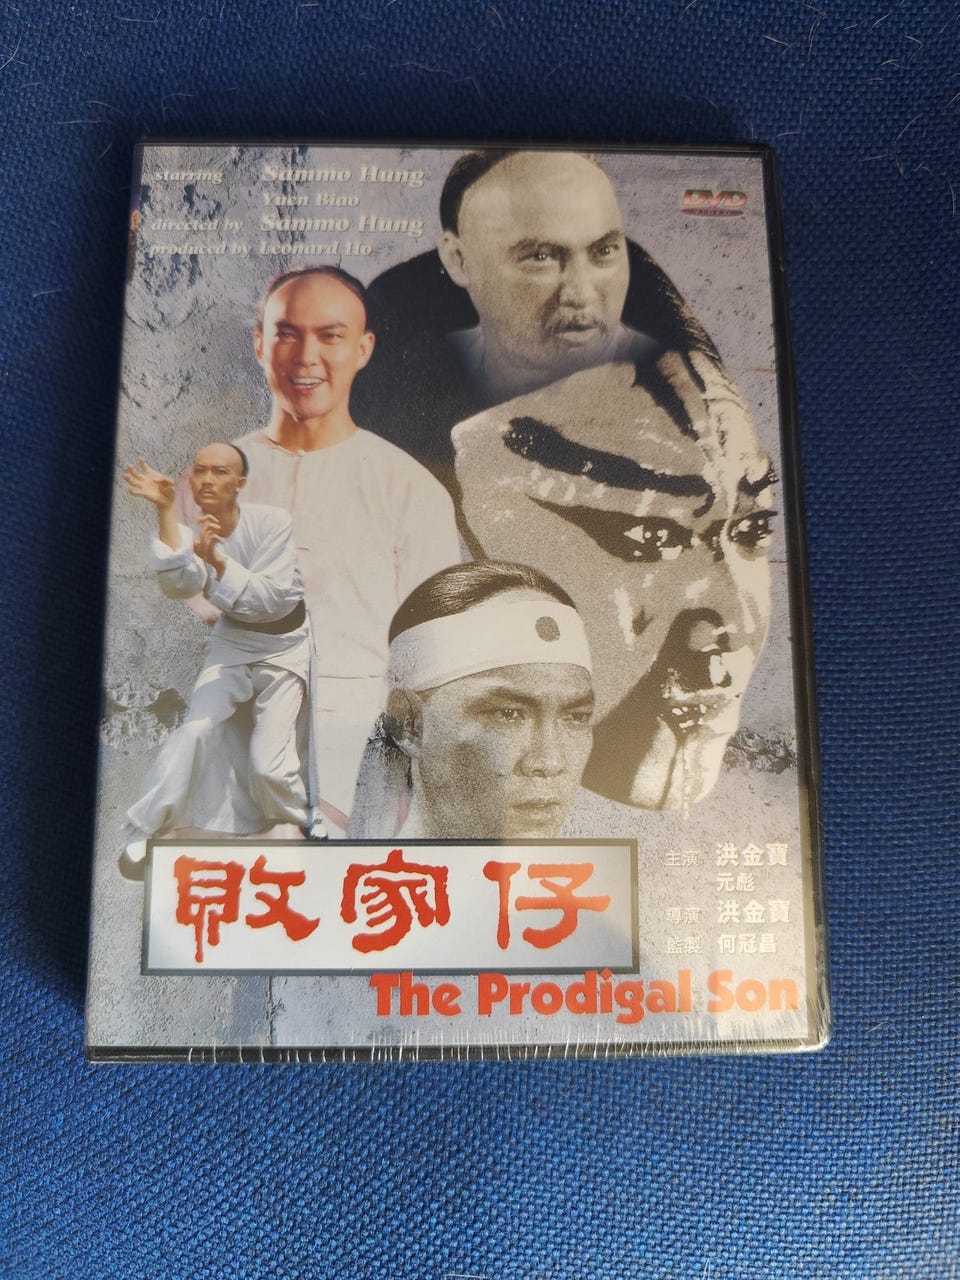 starring Sammo Hung
Yuen Biao
directed by Sammo Hung
produced by Leonard Ho
DVD
VIDEO
敗家仔
The Prodigal Son
主演 洪金寶
元彪
導演 洪金寶
監製 何冠昌